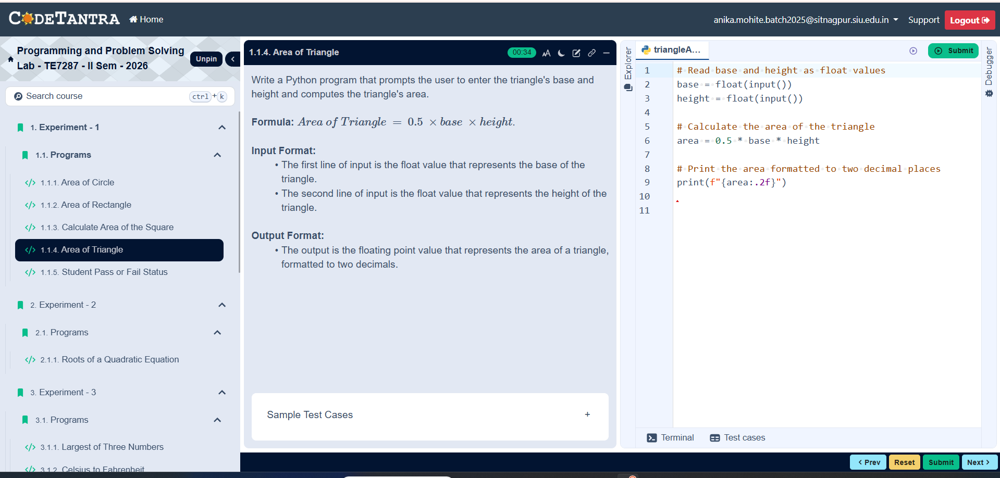 CODETANTRA
Home
anika.mohite.batch2025@sitnagpur.siu.edu.in
Support
Logout
Programming and Problem Solving
Lab - TE7287 - II Sem - 2026
Unpin
Search course
ctrl + k
1. Experiment - 1
1.1. Programs
1.1.1. Area of Circle
1.1.2. Area of Rectangle
1.1.3. Calculate Area of the Square
1.1.4. Area of Triangle
1.1.5. Student Pass or Fail Status
2. Experiment - 2
2.1. Programs
2.1.1. Roots of a Quadratic Equation
3. Experiment - 3
3.1. Programs
3.1.1. Largest of Three Numbers
3.1.2. Celsius to Fahrenheit
1.1.4. Area of Triangle
00:34
AA
Write a Python program that prompts the user to enter the triangle's base and
height and computes the triangle's area.
Formula: Area of Triangle = 0.5 × base × height.
Input Format:
• The first line of input is the float value that represents the base of the
triangle.
• The second line of input is the float value that represents the height of the
triangle.
Output Format:
• The output is the floating point value that represents the area of a triangle,
formatted to two decimals.
Sample Test Cases
+
Explorer
triangleA...
Submit
Debugger
1 # Read base and height as float values
2 base = float(input())
3 height = float(input())
4
5 # Calculate the area of the triangle
6 area = 0.5 * base * height
7
8 # Print the area formatted to two decimal places
9 print(f"{area:.2f}")
10
11
Terminal
Test cases
< Prev
Reset
Submit
Next >